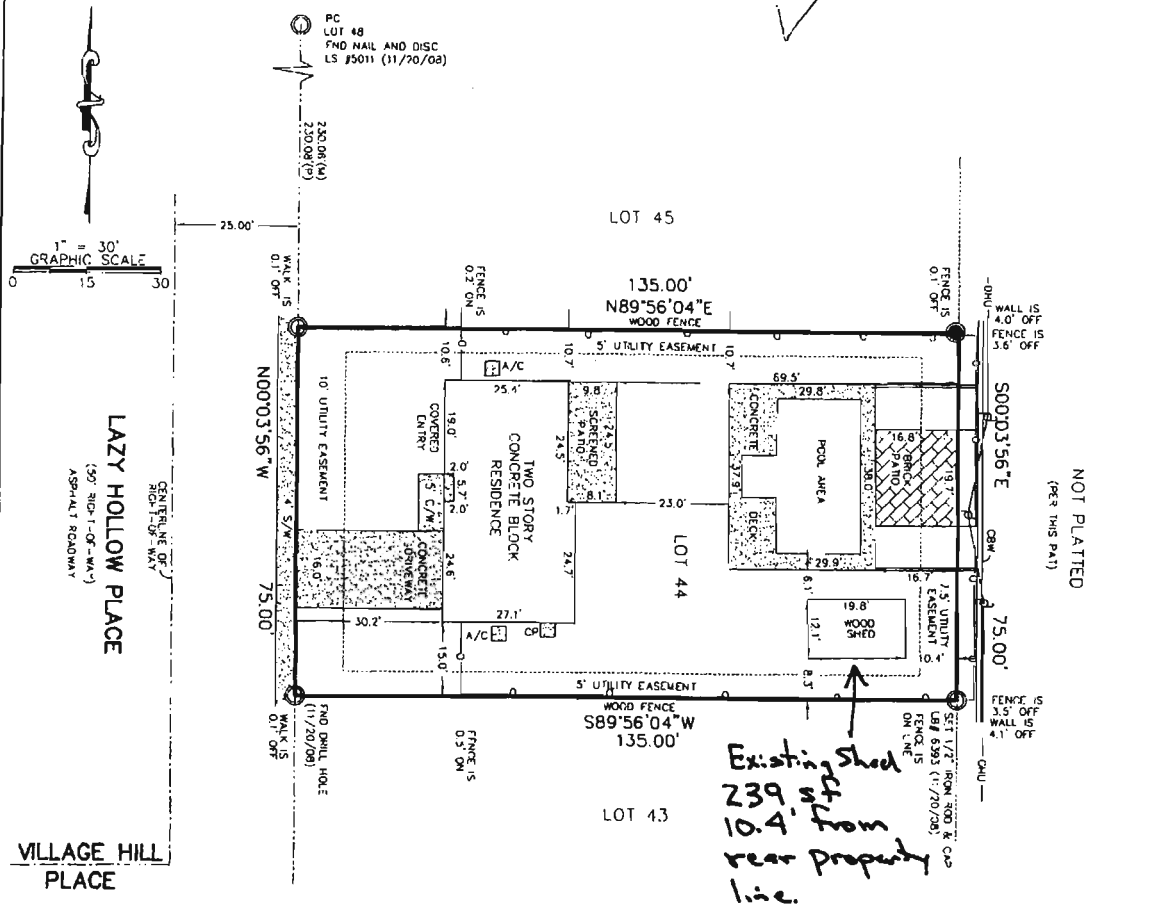 PC
LOT 48
FND NAIL AND DISC
LS #5011 (11/20/08)
230.06'(M)
230.08'(P)
25.00'
LOT 45
1" = 30'
GRAPHIC SCALE
0 15 30
WALK IS
0.1' OFF
FENCE IS
0.2' ON
135.00'
N89°56'04"E
WOOD FENCE
FENCE IS
0.1' OFF
OHU
WALL IS
4.0' OFF
FENCE IS
3.6' OFF
5' UTILITY EASEMENT
10.6'
10.7'
10.7'
A/C
25.4'
9.8'
69.5'
29.8'
N00°03'56"W
10' UTILITY EASEMENT
COVERED
ENTRY
19.0'
TWO STORY
CONCRETE BLOCK
RESIDENCE
24.5'
SCREENED
PATIO
24.5'
CONCRETE
37.9'
DECK
POOL AREA
38.0'
16.8'
BRICK
PATIO
19.7'
S00°03'56"E
NOT PLATTED
(PER THIS PAT)
2.0'
5.7'
2.0'
5' C/W
8.1'
1.7'
23.0'
LOT 44
CBW
LAZY HOLLOW PLACE
(50' RIGHT-OF-WAY)
ASPHALT ROADWAY
CENTERLINE OF
RIGHT-OF-WAY
4' S/W
16.0'
CONCRETE
DRIVEWAY
24.6'
24.7'
29.9'
16.7'
6.1'
7.5' UTILITY
EASEMENT
75.00'
75.00'
30.2'
27.1'
A/C
CP
19.8'
12.1'
WOOD
SHED
10.4'
15.0'
8.3'
5' UTILITY EASEMENT
WOOD FENCE
S89°56'04"W
135.00'
WALK IS
0.1' OFF
FND DRILL HOLE
(11/20/08)
FENCE IS
0.5' ON
FENCE IS
ON LINE
SET 1/2" IRON ROD & CAP
LB# 6393 (11/20/08)
FENCE IS
3.5' OFF
WALL IS
4.1' OFF
OHU
LOT 43
Existing Shed
239 sf
10.4' from
rear property
line.
VILLAGE HILL
PLACE